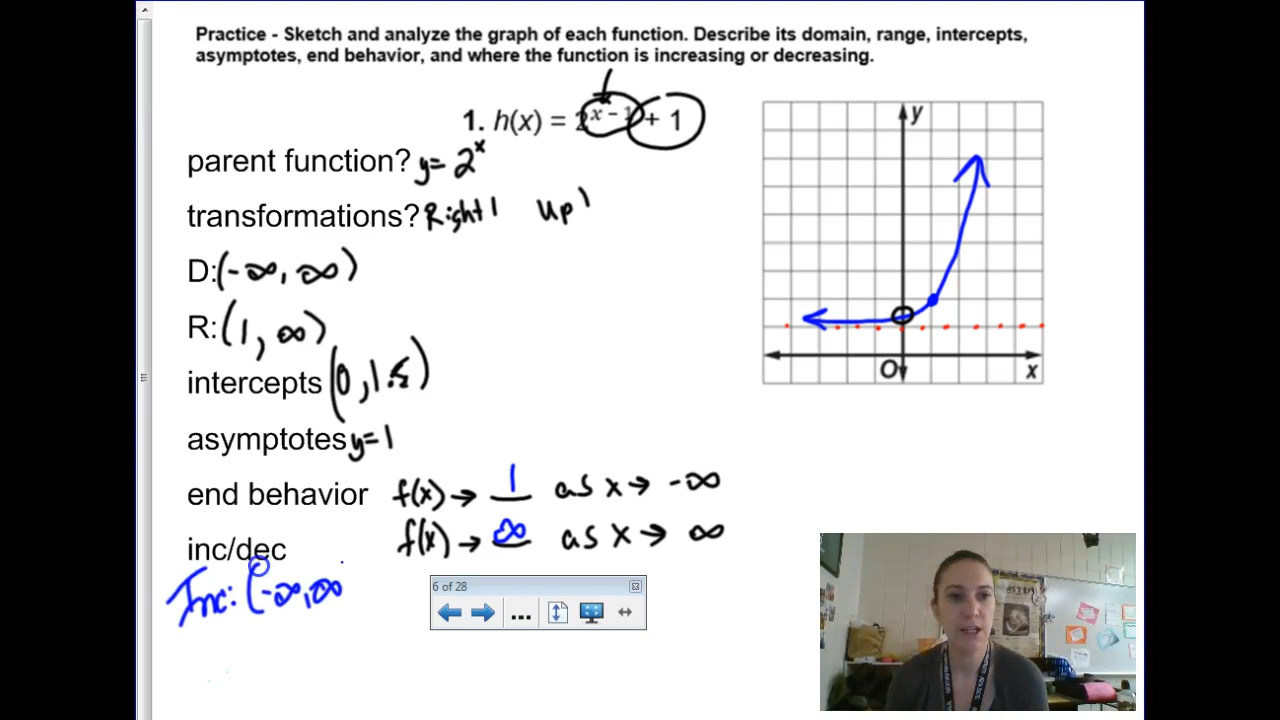 Practice - Sketch and analyze the graph of each function. Describe its domain, range, intercepts,
asymptotes, end behavior, and where the function is increasing or decreasing.
1. h(x) = 2^{x – 1} + 1
parent function? y = 2^x
transformations? Right 1 Up 1
D: (-∞, ∞)
R: (1, ∞)
intercepts (0, 1.5)
asymptotes y = 1
end behavior f(x) → 1 as x → -∞
f(x) → ∞ as x → ∞
inc/dec
Inc: (-∞, ∞
y
O
x
6 of 28
...